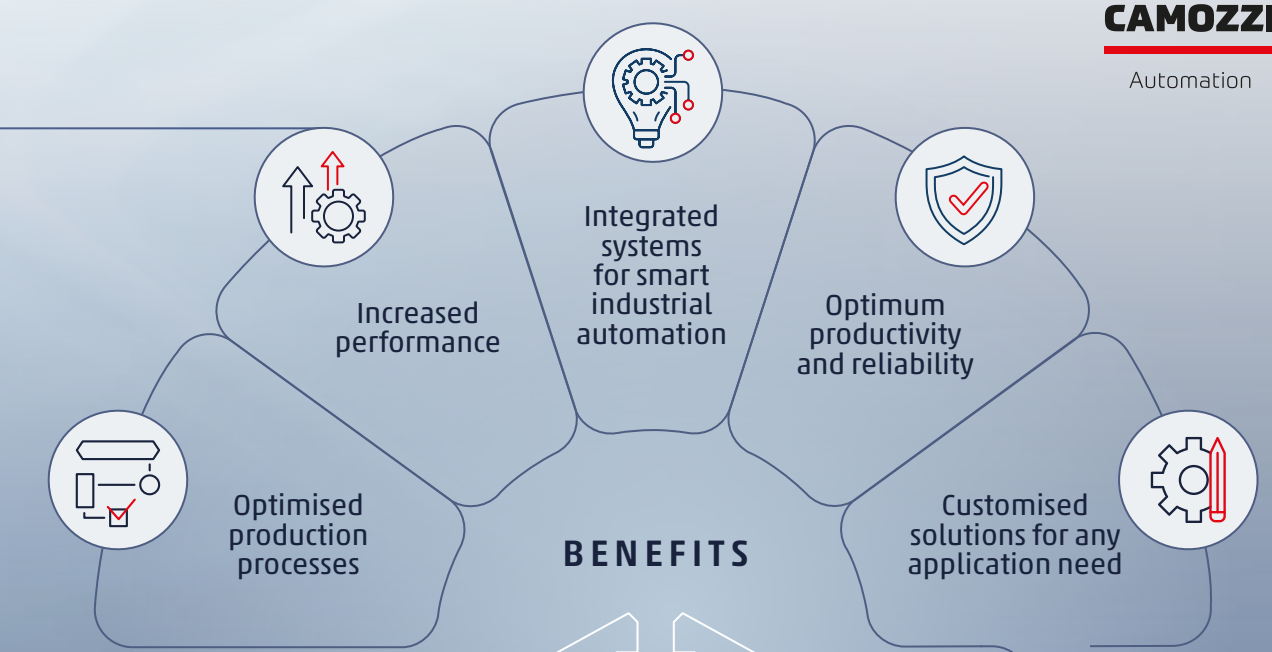 CAMOZZI
Automation
Integrated
systems
for smart
industrial
automation
Increased
performance
Optimum
productivity
and reliability
Optimised
production
processes
Customised
solutions for any
application need
BENEFITS